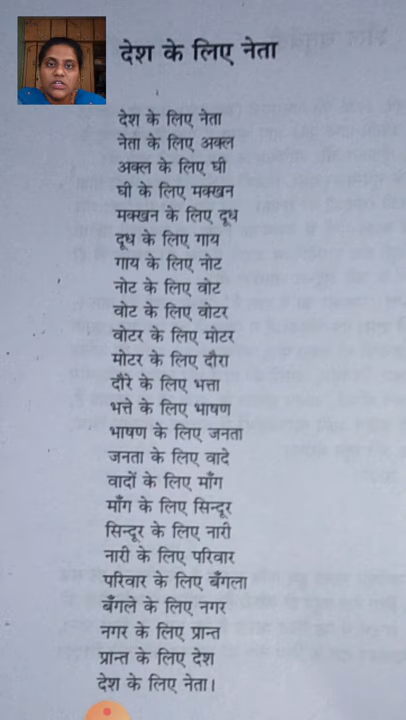 देश के लिए नेता
देश के लिए नेता
नेता के लिए अक्ल
अक्ल के लिए घी
घी के लिए मक्खन
मक्खन के लिए दूध
दूध के लिए गाय
गाय के लिए नोट
नोट के लिए वोट
वोट के लिए वोटर
वोटर के लिए मोटर
मोटर के लिए दौरा
दौरे के लिए भत्ता
भत्ते के लिए भाषण
भाषण के लिए जनता
जनता के लिए वादे
वादों के लिए माँग
माँग के लिए सिन्दूर
सिन्दूर के लिए नारी
नारी के लिए परिवार
परिवार के लिए बँगला
बँगले के लिए नगर
नगर के लिए प्रान्त
प्रान्त के लिए देश
देश के लिए नेता।